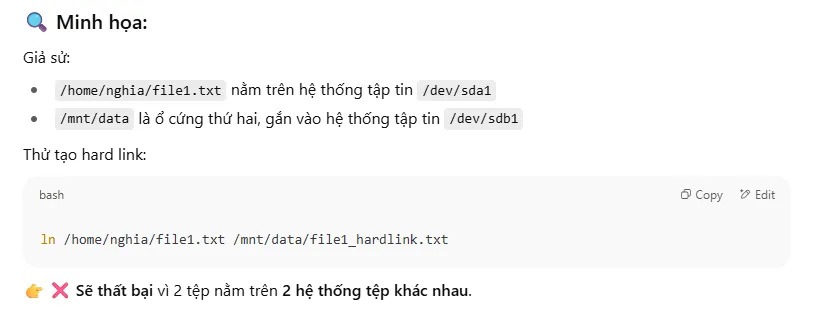 🔍 Minh họa:
Giả sử:
• /home/nghia/file1.txt nằm trên hệ thống tập tin /dev/sda1
• /mnt/data là ổ cứng thứ hai, gắn vào hệ thống tập tin /dev/sdb1
Thử tạo hard link:
bash Copy Edit
ln /home/nghia/file1.txt /mnt/data/file1_hardlink.txt
👉 ❌ Sẽ thất bại vì 2 tệp nằm trên 2 hệ thống tệp khác nhau.